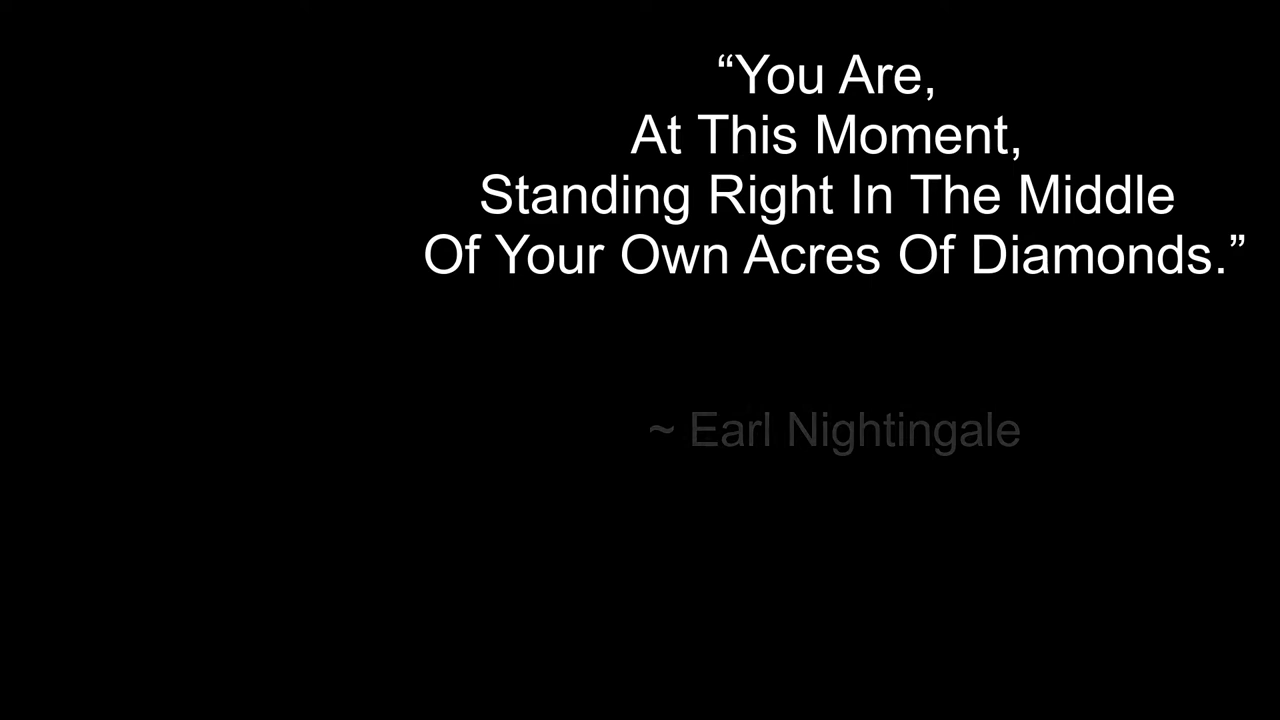 “You Are,
At This Moment,
Standing Right In The Middle
Of Your Own Acres Of Diamonds.”
~ Earl Nightingale